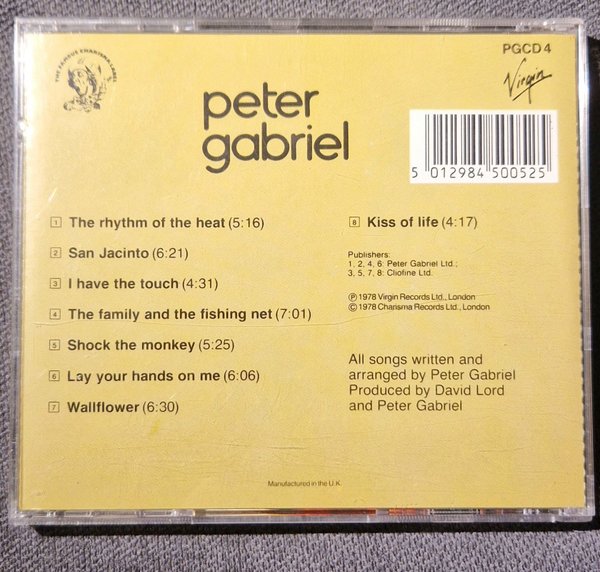 THE FAMOUS CHARISMA LABEL
PGCD 4
Virgin
peter
gabriel
5 012984 500525
1 The rhythm of the heat (5:16)
2 San Jacinto (6:21)
3 I have the touch (4:31)
4 The family and the fishing net (7:01)
5 Shock the monkey (5:25)
6 Lay your hands on me (6:06)
7 Wallflower (6:30)
8 Kiss of life (4:17)
Publishers:
1, 2, 4, 6: Peter Gabriel Ltd.;
3, 5, 7, 8: Cliofine Ltd.
Ⓟ 1978 Virgin Records Ltd., London
© 1978 Charisma Records Ltd., London
All songs written and
arranged by Peter Gabriel
Produced by David Lord
and Peter Gabriel
Manufactured in the U.K.